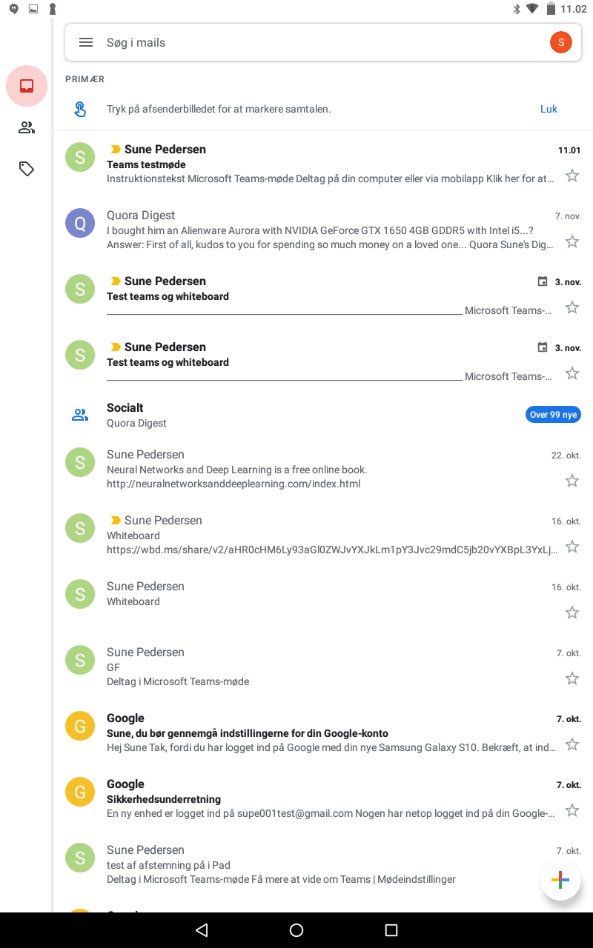 11.02
Søg i mails
S
PRIMÆR
Tryk på afsenderbilledet for at markere samtalen.
Luk
S
Sune Pedersen
11.01
Teams testmøde
Instruktionstekst Microsoft Teams-møde Deltag på din computer eller via mobilapp Klik her for at...
Q
Quora Digest
7. nov.
I bought him an Alienware Aurora with NVIDIA GeForce GTX 1650 4GB GDDR5 with Intel i5...?
Answer: First of all, kudos to you for spending so much money on a loved one... Quora Sune's Dig...
S
Sune Pedersen
3. nov.
Test teams og whiteboard
Microsoft Teams-...
S
Sune Pedersen
3. nov.
Test teams og whiteboard
Microsoft Teams-...
Socialt
Over 99 nye
Quora Digest
S
Sune Pedersen
22. okt.
Neural Networks and Deep Learning is a free online book.
http://neuralnetworksanddeeplearning.com/index.html
S
Sune Pedersen
16. okt.
Whiteboard
https://wbd.ms/share/v2/aHR0cHM6Ly93aGl0ZWJvYXJkLm1pY3Jvc29mdC5jb20vYXBpL3YxLj...
S
Sune Pedersen
16. okt.
Whiteboard
S
Sune Pedersen
7. okt.
GF
Deltag i Microsoft Teams-møde
G
Google
7. okt.
Sune, du bør gennemgå indstillingerne for din Google-konto
Hej Sune Tak, fordi du har logget ind på Google med din nye Samsung Galaxy S10. Bekræft, at ind...
G
Google
7. okt.
Sikkerhedsunderretning
En ny enhed er logget ind på supe001test@gmail.com Nogen har netop logget ind på din Google-...
S
Sune Pedersen
7. okt.
test af afstemning på i Pad
Deltag i Microsoft Teams-møde Få mere at vide om Teams | Mødeindstillinger